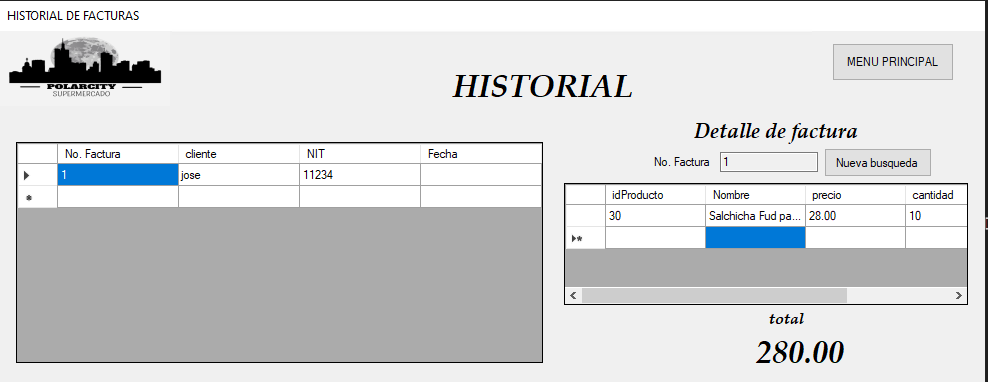 HISTORIAL DE FACTURAS
POLARCITY
SUPERMERCADO
HISTORIAL
MENU PRINCIPAL
No. Factura cliente NIT Fecha
1 jose 11234
Detalle de factura
No. Factura 1 Nueva busqueda
idProducto Nombre precio cantidad
30 Salchicha Fud pa... 28.00 10
total
280.00